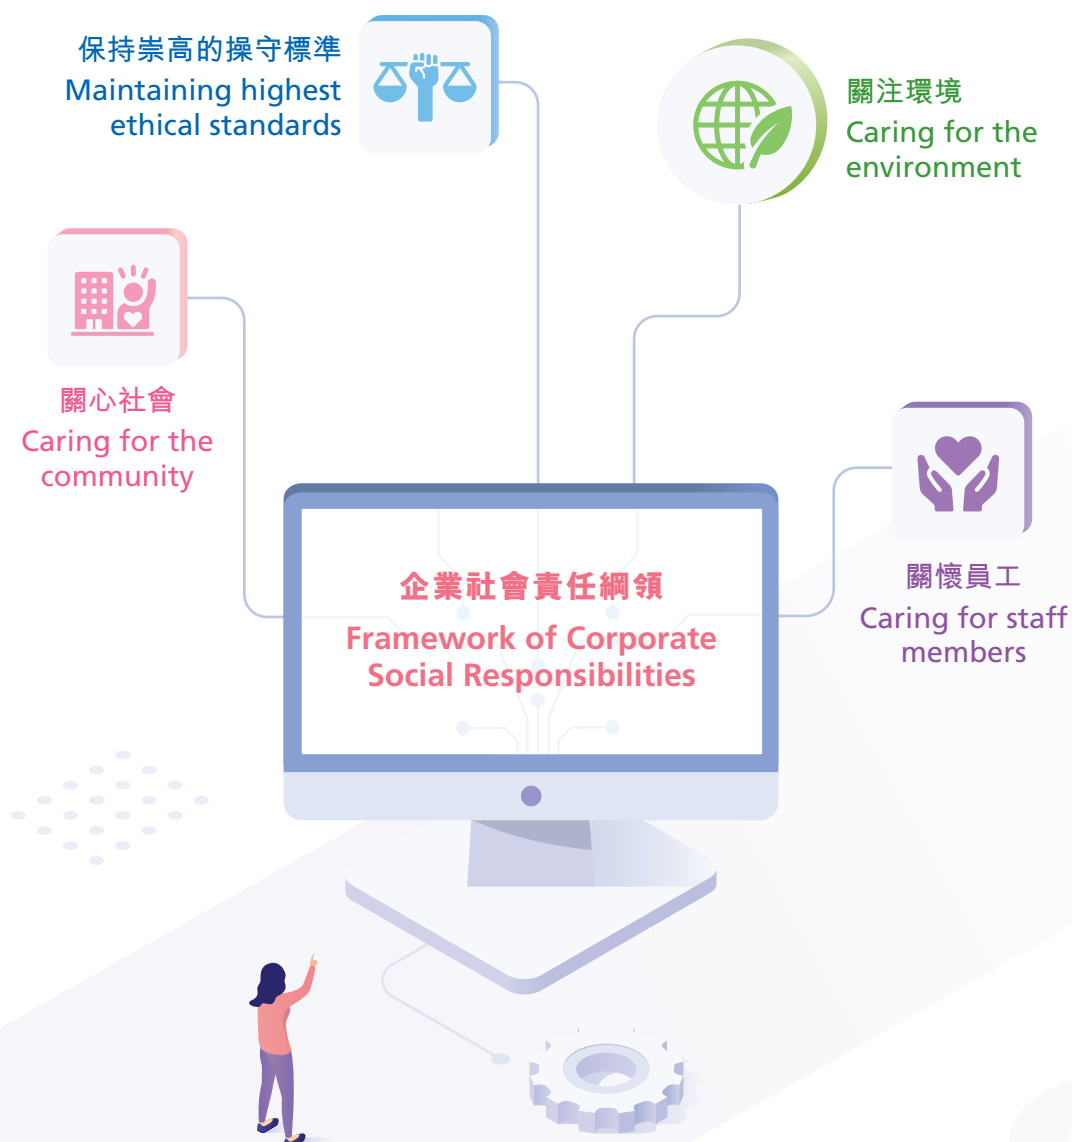 保持崇高的操守標準
Maintaining highest
ethical standards
關注環境
Caring for the
environment
關心社會
Caring for the
community
關懷員工
Caring for staff
members
企業社會責任綱領
Framework of Corporate
Social Responsibilities